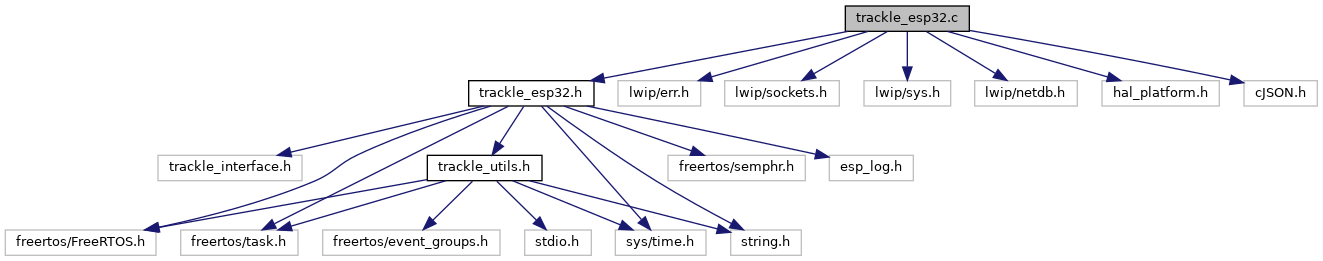 trackle_esp32.c
trackle_esp32.h
lwip/err.h
lwip/sockets.h
lwip/sys.h
lwip/netdb.h
hal_platform.h
cJSON.h
trackle_interface.h
trackle_utils.h
freertos/semphr.h
esp_log.h
freertos/FreeRTOS.h
freertos/task.h
freertos/event_groups.h
stdio.h
sys/time.h
string.h